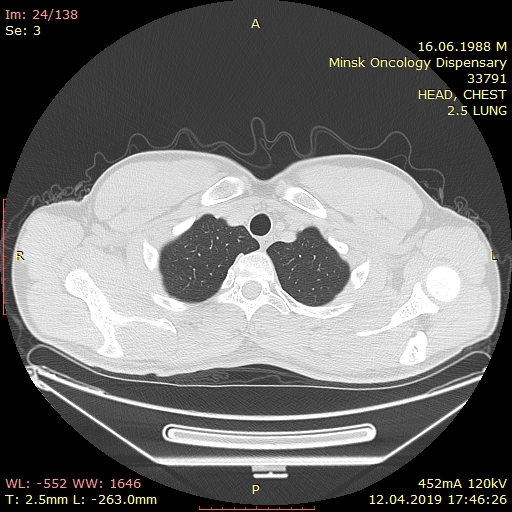 Im: 24/138
Se: 3
A
16.06.1988 M
Minsk Oncology Dispensary
33791
HEAD, CHEST
2.5 LUNG
R
L
WL: -552 WW: 1646
T: 2.5mm L: -263.0mm
P
452mA 120kV
12.04.2019 17:46:26